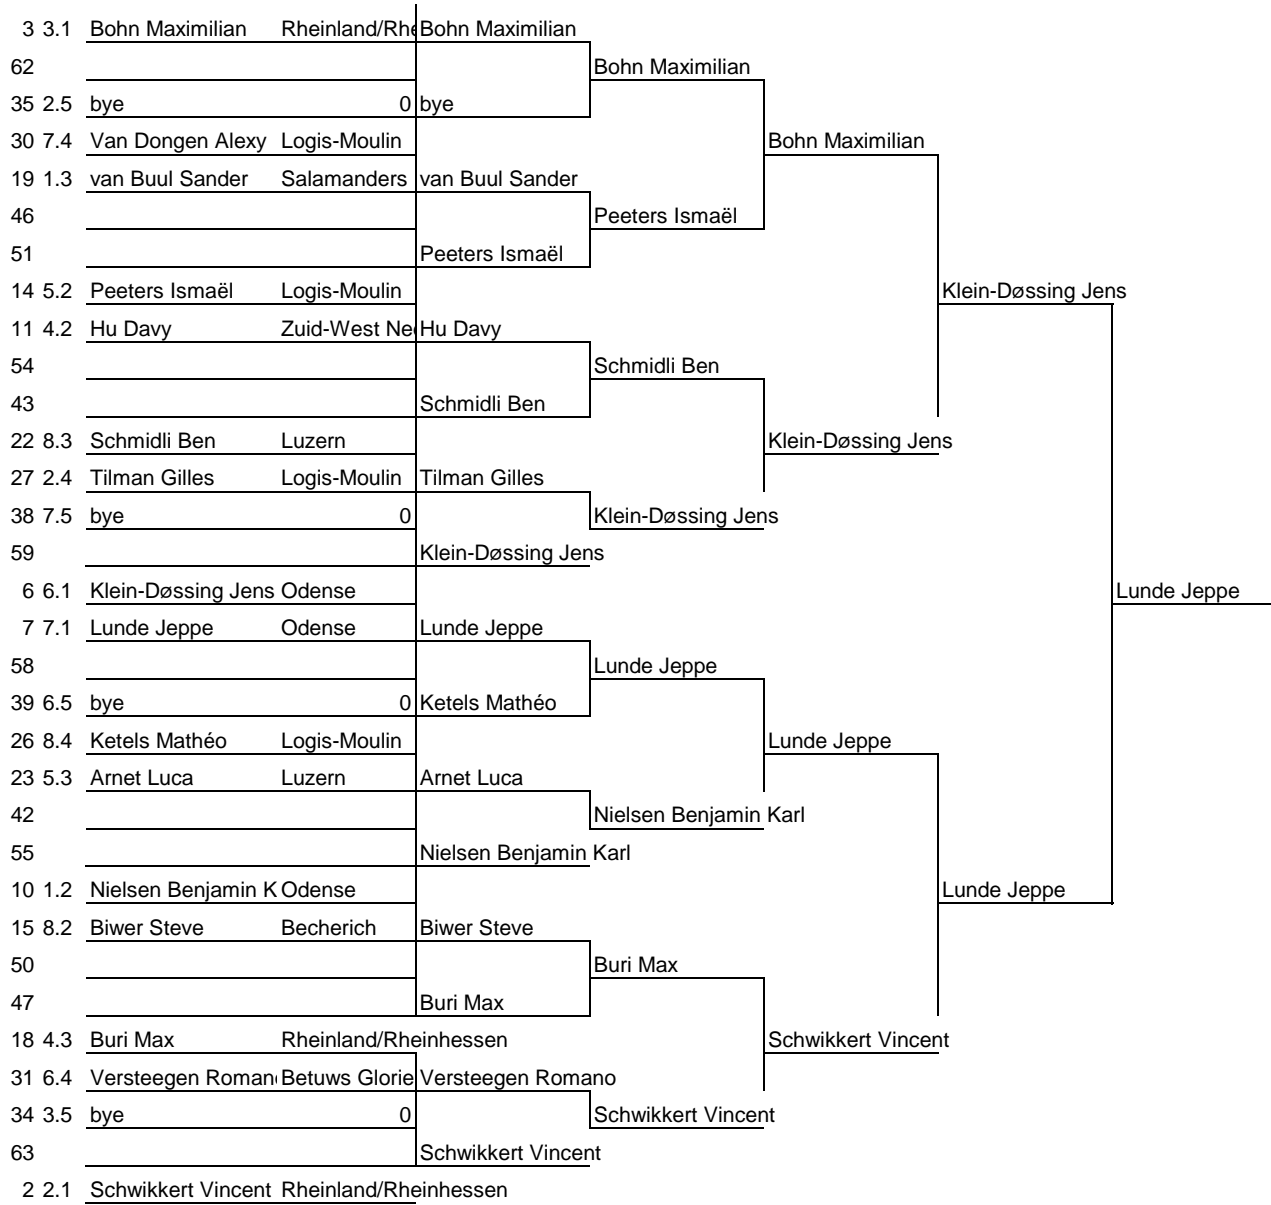 3 3.1 Bohn Maximilian Rheinland/Rhe Bohn Maximilian
62 Bohn Maximilian
35 2.5 bye 0 bye
30 7.4 Van Dongen Alexy Logis-Moulin Bohn Maximilian
19 1.3 van Buul Sander Salamanders van Buul Sander
46 Peeters Ismaël
51 Peeters Ismaël
14 5.2 Peeters Ismaël Logis-Moulin Klein-Døssing Jens
11 4.2 Hu Davy Zuid-West Ne Hu Davy
54 Schmidli Ben
43 Schmidli Ben
22 8.3 Schmidli Ben Luzern Klein-Døssing Jens
27 2.4 Tilman Gilles Logis-Moulin Tilman Gilles
38 7.5 bye 0 Klein-Døssing Jens
59 Klein-Døssing Jens
6 6.1 Klein-Døssing Jens Odense Lunde Jeppe
7 7.1 Lunde Jeppe Odense Lunde Jeppe
58 Lunde Jeppe
39 6.5 bye 0 Ketels Mathéo
26 8.4 Ketels Mathéo Logis-Moulin Lunde Jeppe
23 5.3 Arnet Luca Luzern Arnet Luca
42 Nielsen Benjamin Karl
55 Nielsen Benjamin Karl
10 1.2 Nielsen Benjamin K Odense Lunde Jeppe
15 8.2 Biwer Steve Becherich Biwer Steve
50 Buri Max
47 Buri Max
18 4.3 Buri Max Rheinland/Rheinhessen Schwikkert Vincent
31 6.4 Versteegen Roman Betuws Glorie Versteegen Romano
34 3.5 bye 0 Schwikkert Vincent
63 Schwikkert Vincent
2 2.1 Schwikkert Vincent Rheinland/Rheinhessen